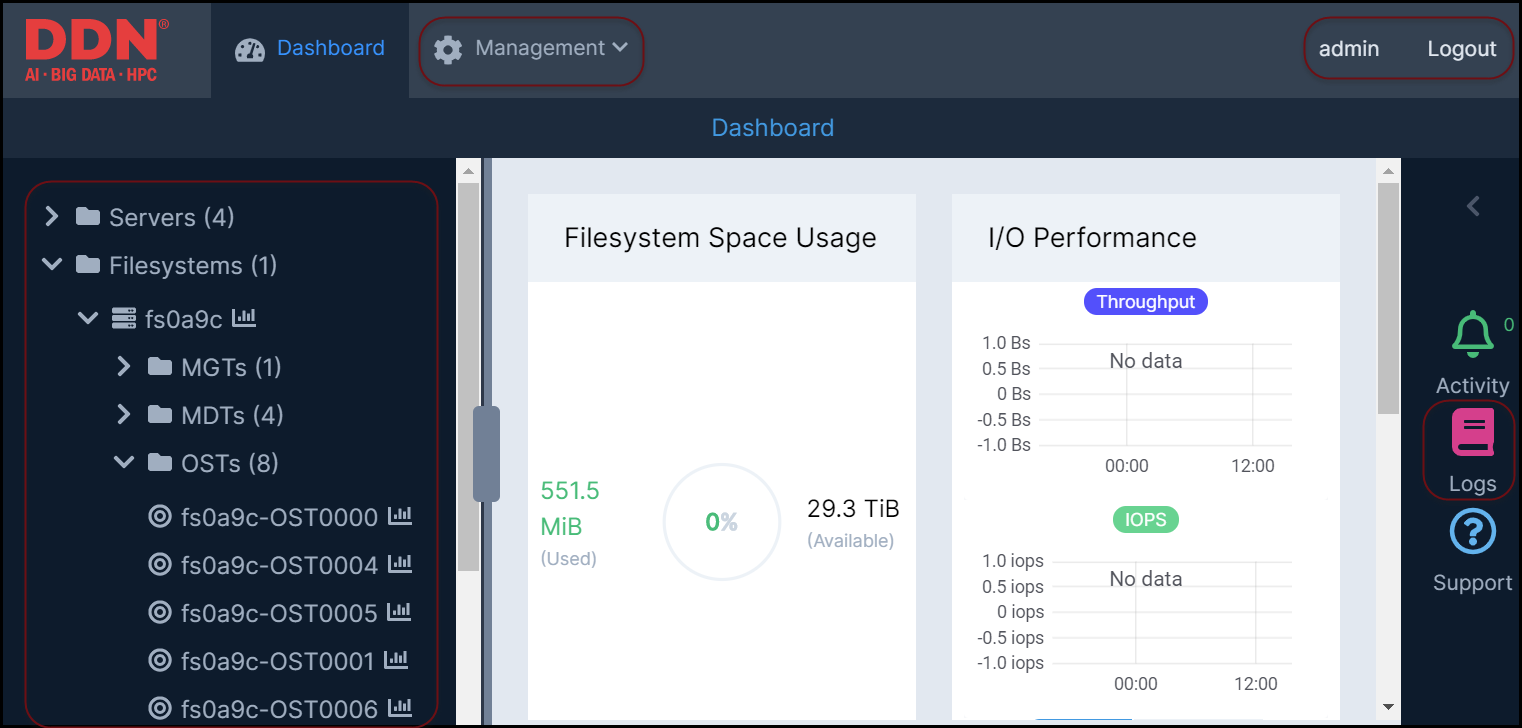 DDN®
AI · BIG DATA · HPC
Dashboard
Management
admin
Logout
Dashboard
Servers (4)
Filesystems (1)
fs0a9c
MGTs (1)
MDTs (4)
OSTs (8)
fs0a9c-OST0000
fs0a9c-OST0004
fs0a9c-OST0005
fs0a9c-OST0001
fs0a9c-OST0006
Filesystem Space Usage
551.5
MiB
(Used)
0%
29.3 TiB
(Available)
I/O Performance
Throughput
1.0 Bs
No data
0.5 Bs
0 Bs
-0.5 Bs
-1.0 Bs
00:00
12:00
IOPS
1.0 iops
No data
0.5 iops
0 iops
-0.5 iops
-1.0 iops
00:00
12:00
0
Activity
Logs
?
Support